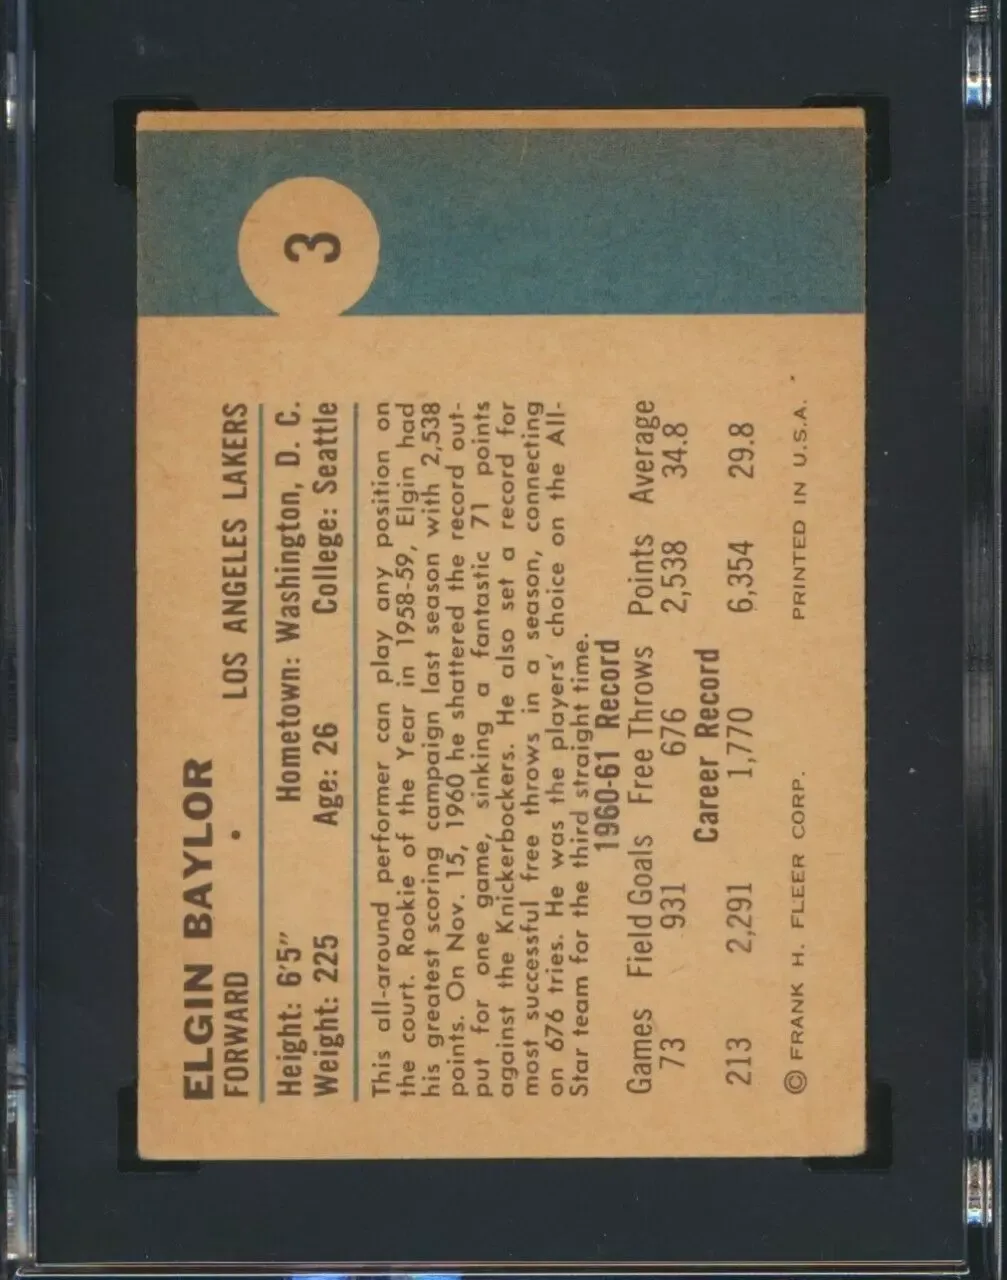 3
ELGIN BAYLOR
FORWARD • LOS ANGELES LAKERS
Height: 6'5" Hometown: Washington, D. C.
Weight: 225 Age: 26 College: Seattle
This all-around performer can play any position on
the court. Rookie of the Year in 1958-59, Elgin had
his greatest scoring campaign last season with 2,538
points. On Nov. 15, 1960 he shattered the record out-
put for one game, sinking a fantastic 71 points
against the Knickerbockers. He also set a record for
most successful free throws in a season, connecting
on 676 tries. He was the players' choice on the All-
Star team for the third straight time.
1960-61 Record
Games Field Goals Free Throws Points Average
73 931 676 2,538 34.8
Career Record
213 2,291 1,770 6,354 29.8
© FRANK H. FLEER CORP. PRINTED IN U.S.A.